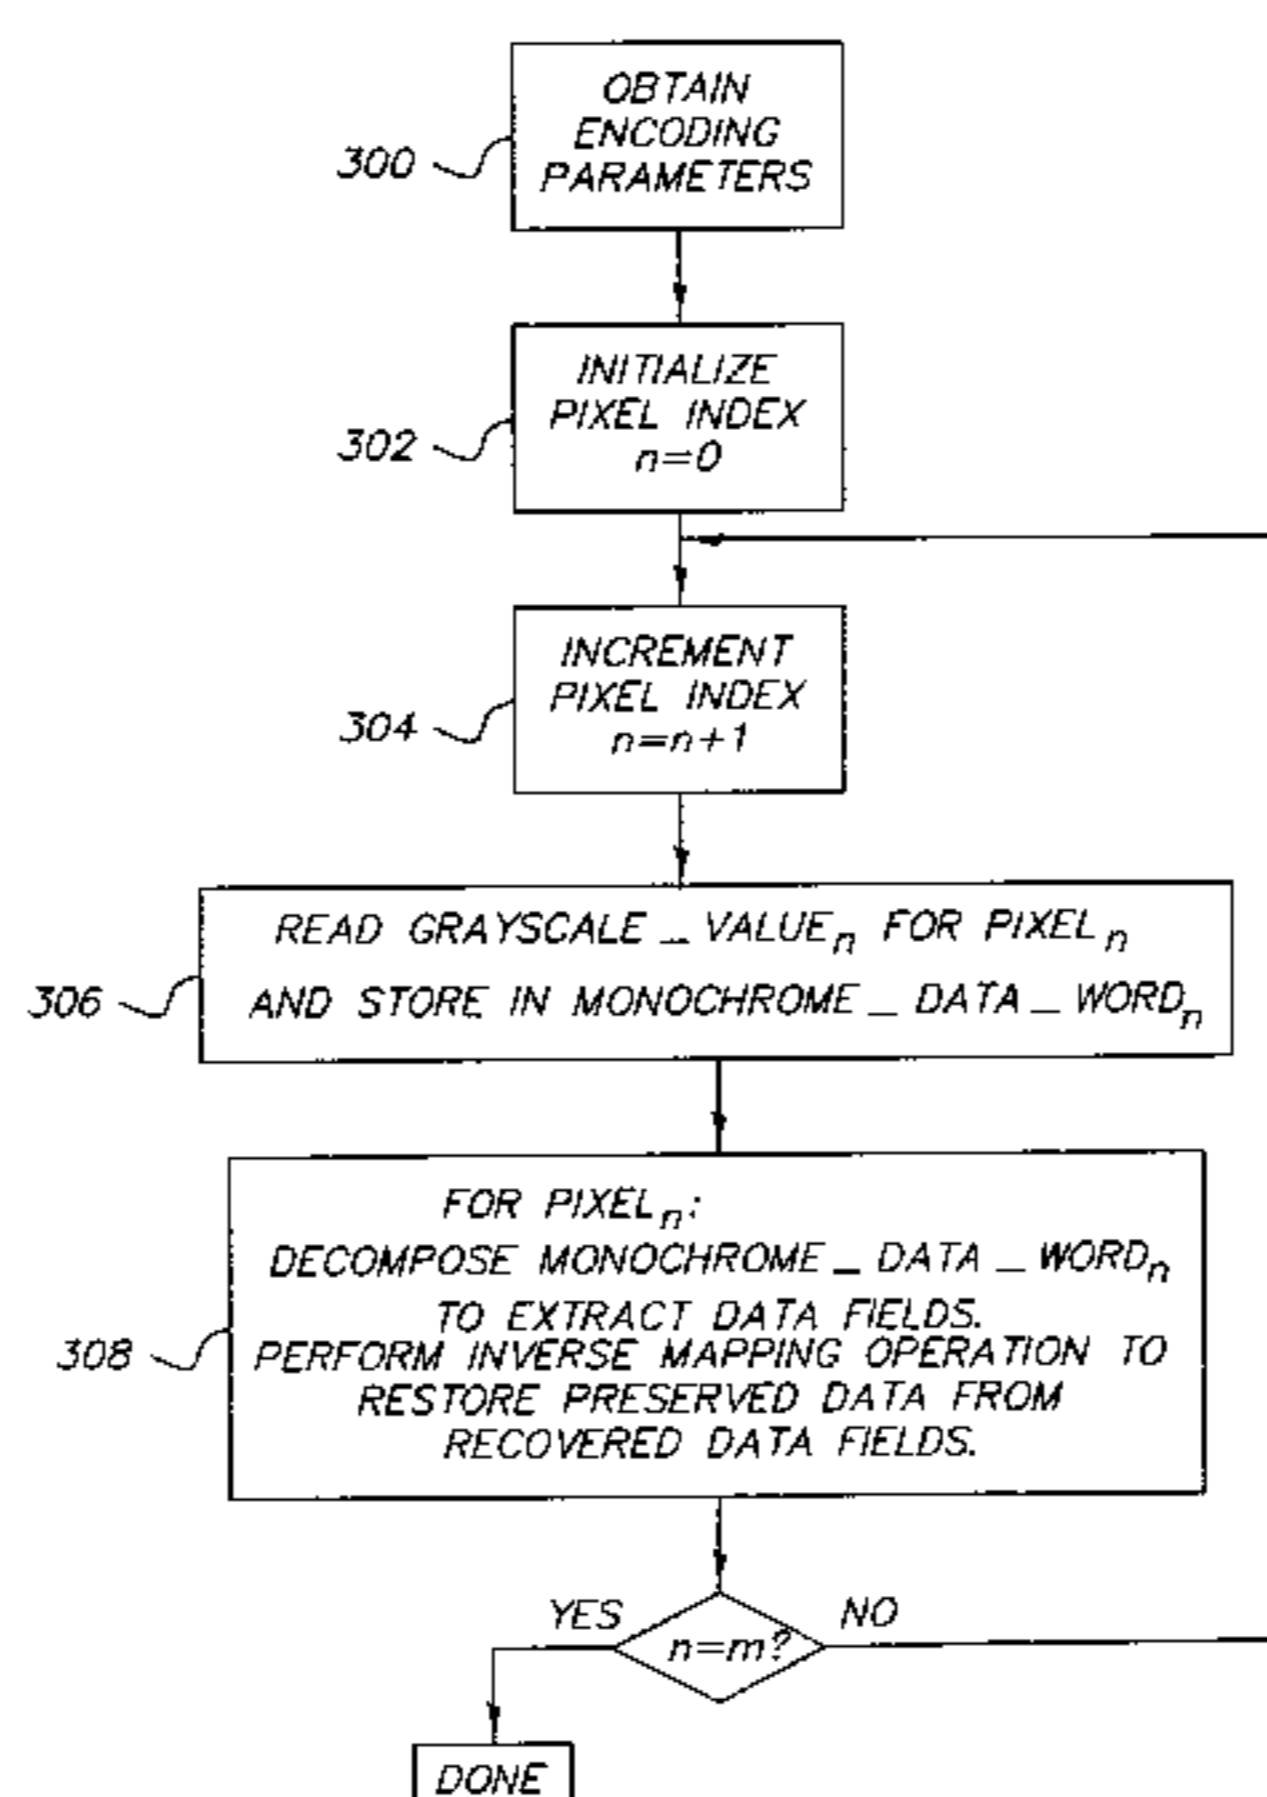 OBTAIN
ENCODING
PARAMETERS
300
INITIALIZE
PIXEL INDEX
n=0
302
INCREMENT
PIXEL INDEX
n=n+1
304
READ GRAYSCALE_VALUEn FOR PIXELn
AND STORE IN MONOCHROME_DATA_WORDn
306
FOR PIXELn:
DECOMPOSE MONOCHROME_DATA_WORDn
TO EXTRACT DATA FIELDS.
PERFORM INVERSE MAPPING OPERATION TO
RESTORE PRESERVED DATA FROM
RECOVERED DATA FIELDS.
308
YES
n=m?
NO
DONE